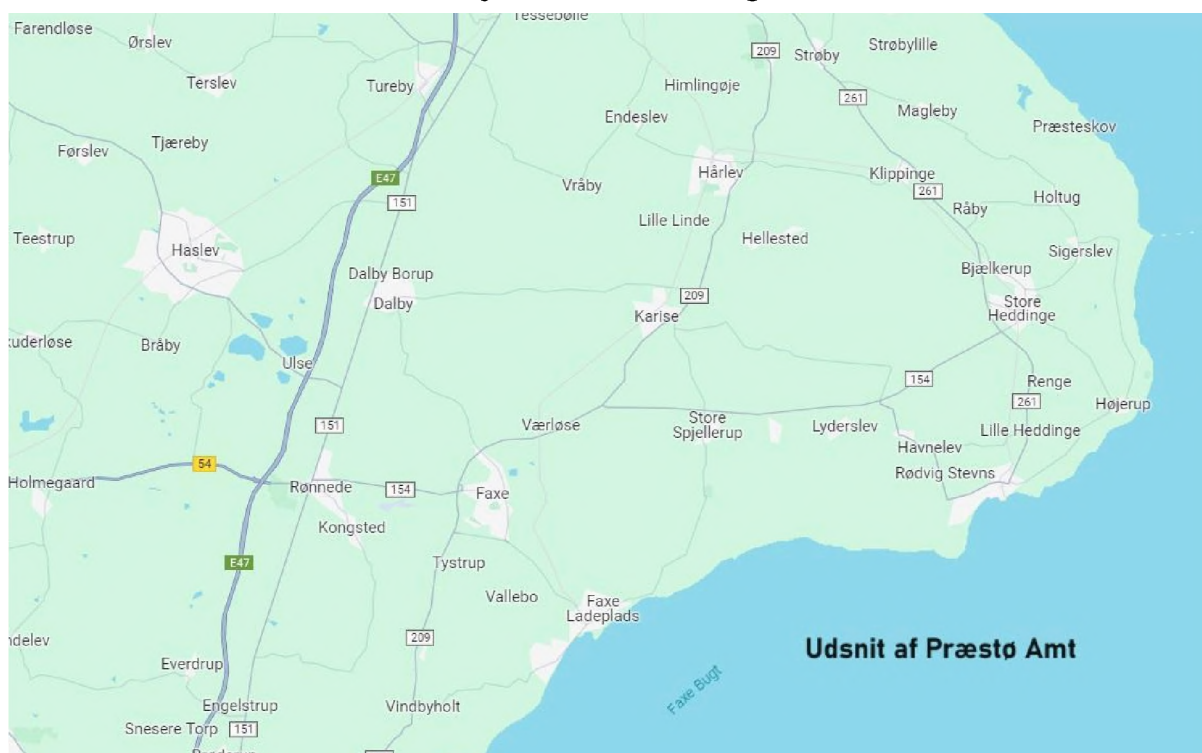 Farendløse
Ørslev
Terslev
Tureby
Tessebølle
209
Strøby
Strøbylille
Himlingøje
261
Magleby
Endeslev
Præsteskov
Tjæreby
Førslev
E47
Vråby
Hårlev
Klippinge
261
151
Holtug
Råby
Lille Linde
Teestrup
Haslev
Hellested
Sigerslev
Bjælkerup
Dalby Borup
Dalby
209
Karise
Store
Heddinge
Bråby
Ulse
154
Renge
261
Højerup
151
Værløse
Store
Spjellerup
Lyderslev
Havnelev
Lille Heddinge
54
Rødvig Stevns
Holmegaard
Rønnede
154
Faxe
Kongsted
E47
Tystrup
Vallebo
Faxe
Ladeplads
209
Udsnit af Præstø Amt
Everdrup
Faxe Bugt
Engelstrup
Vindbyholt
Snesere Torp
151